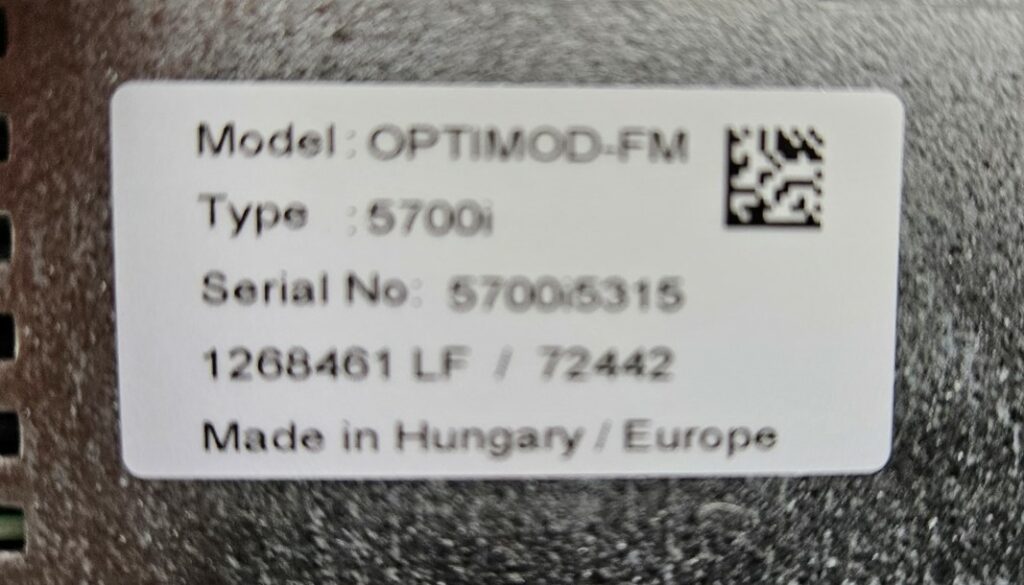 Model : OPTIMOD-FM
Type : 5700i
Serial No: 5700i5315
1268461 LF / 72442
Made in Hungary / Europe